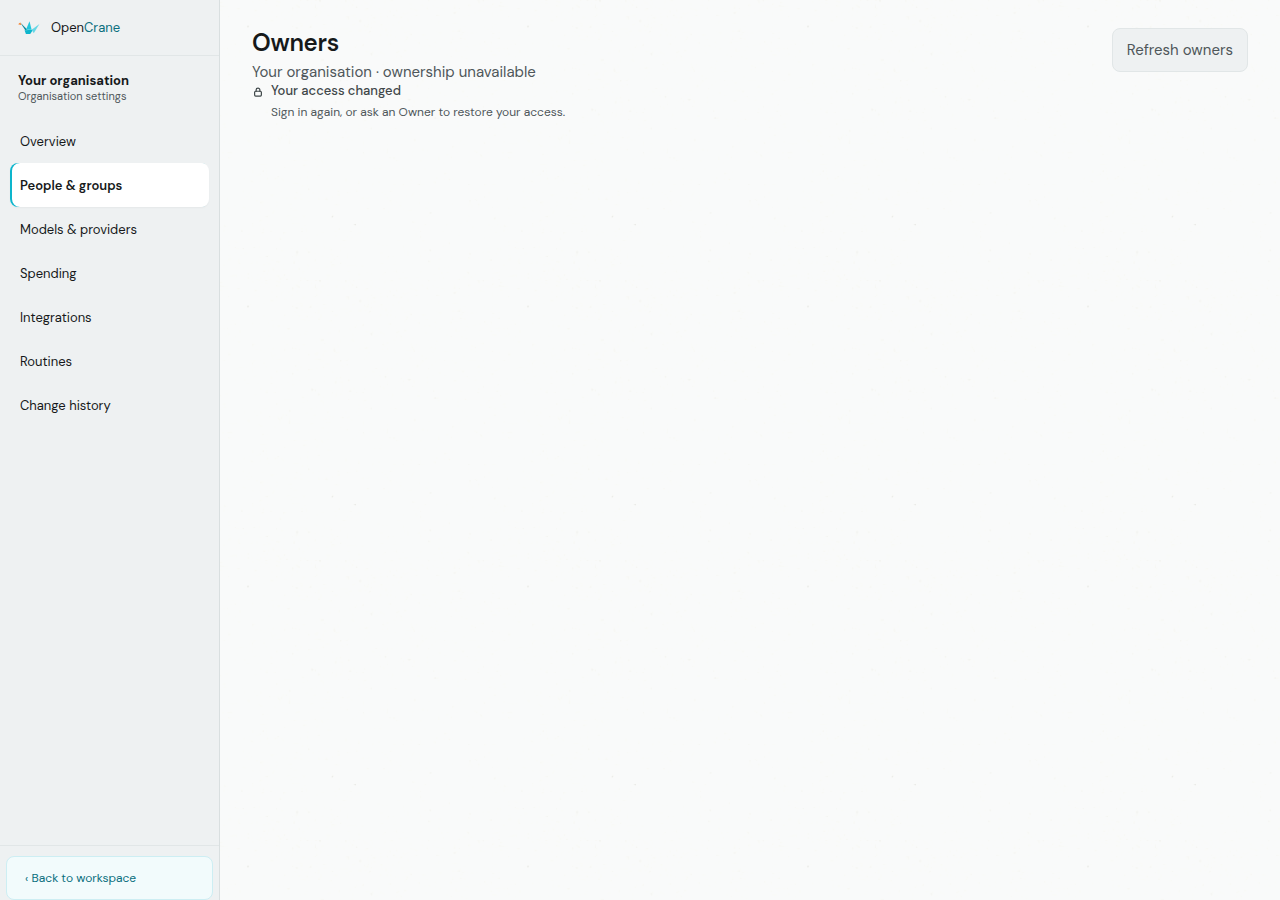 OpenCrane
Your organisation
Organisation settings
Overview
People & groups
Models & providers
Spending
Integrations
Routines
Change history
‹ Back to workspace
Owners
Your organisation · ownership unavailable
Refresh owners
Your access changed
Sign in again, or ask an Owner to restore your access.